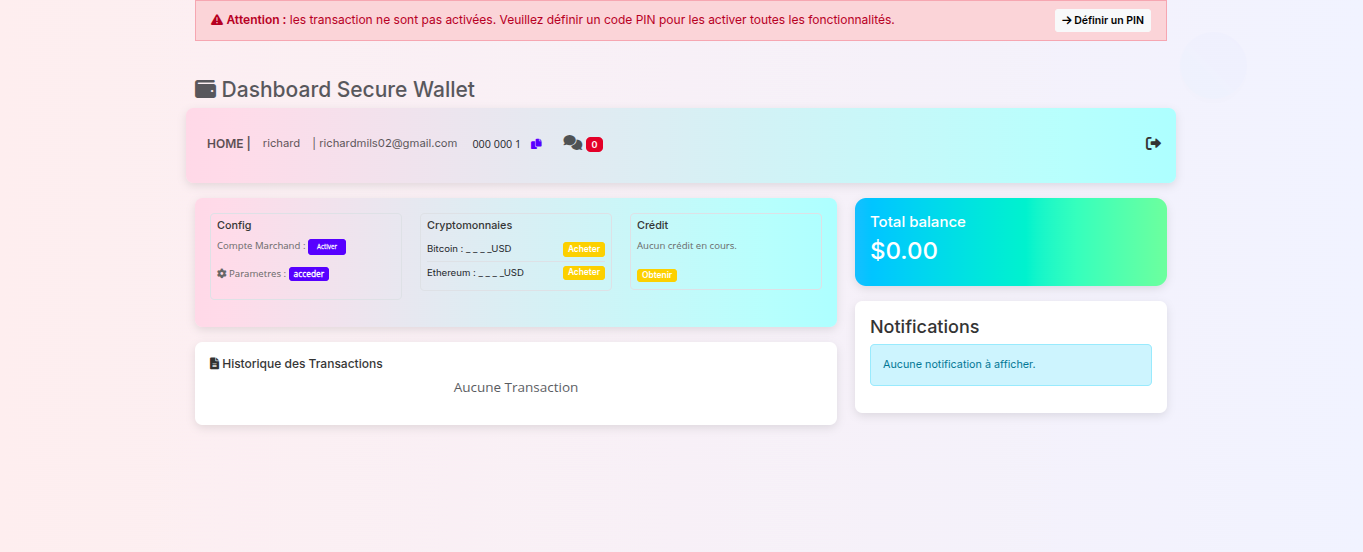 Attention : les transaction ne sont pas activées. Veuillez définir un code PIN pour les activer toutes les fonctionnalités.
Définir un PIN
Dashboard Secure Wallet
HOME | richard | richardmils02@gmail.com 000 000 1 0
Config
Compte Marchand : Activer
Parametres : acceder
Cryptomonnaies
Bitcoin : _ _ _ _USD Acheter
Ethereum : _ _ _ _USD Acheter
Crédit
Aucun crédit en cours.
Obtenir
Total balance
$0.00
Notifications
Aucune notification à afficher.
Historique des Transactions
Aucune Transaction